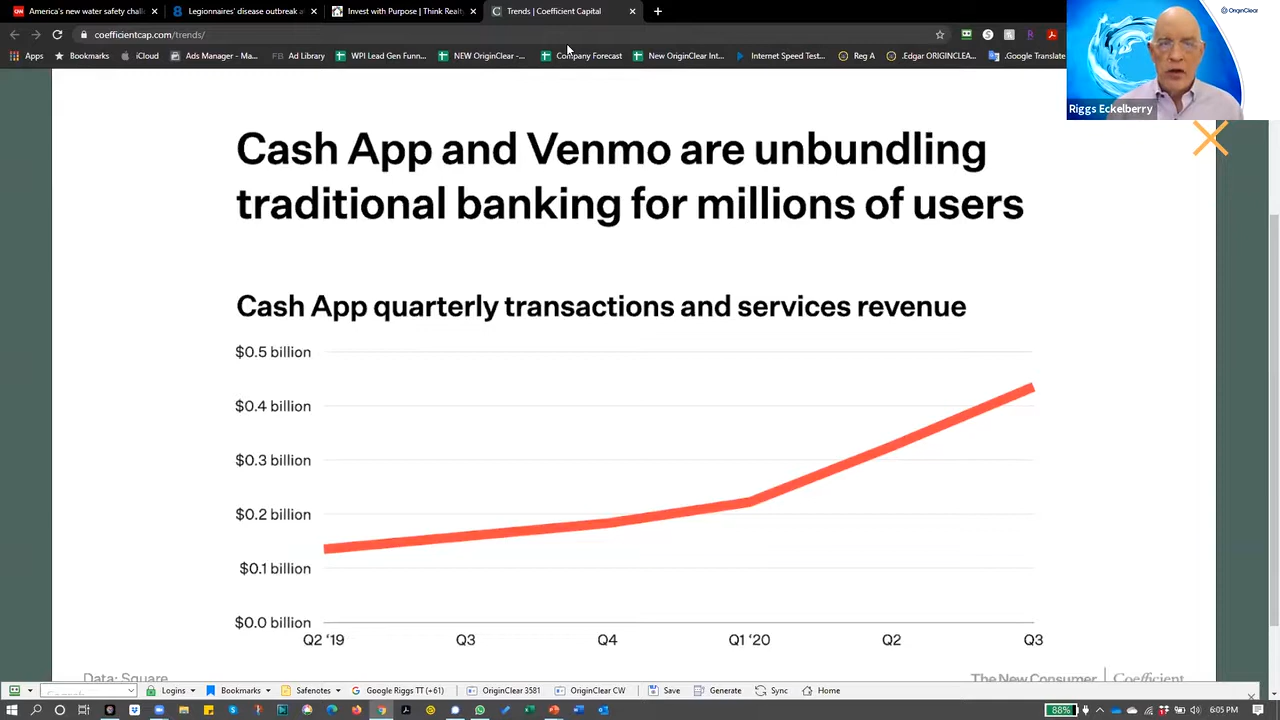 America's new water safety chall
Legionnaires' disease outbreak a
Invest with Purpose | Think Realty
Trends | Coefficient Capital
OriginClear
coefficientcap.com/trends/
Apps
Bookmarks
iCloud
Ads Manager - Ma...
Ad Library
WPI Lead Gen Funn...
NEW OriginClear -...
Company Forecast
New OriginClear Int...
Internet Speed Test...
Reg A
.Edgar ORIGINCLEA...
.Google Translate
Riggs Eckelberry
Cash App and Venmo are unbundling
traditional banking for millions of users
Cash App quarterly transactions and services revenue
$0.5 billion
$0.4 billion
$0.3 billion
$0.2 billion
$0.1 billion
$0.0 billion
Q2 '19 Q3 Q4 Q1 '20 Q2 Q3
Data: Square
The New Consumer | Coefficient
Search
Logins
Bookmarks
Safenotes
Google Riggs TT (+61)
OriginClear 3581
OriginClear CW
Save
Generate
Sync
Home
88%
6:05 PM